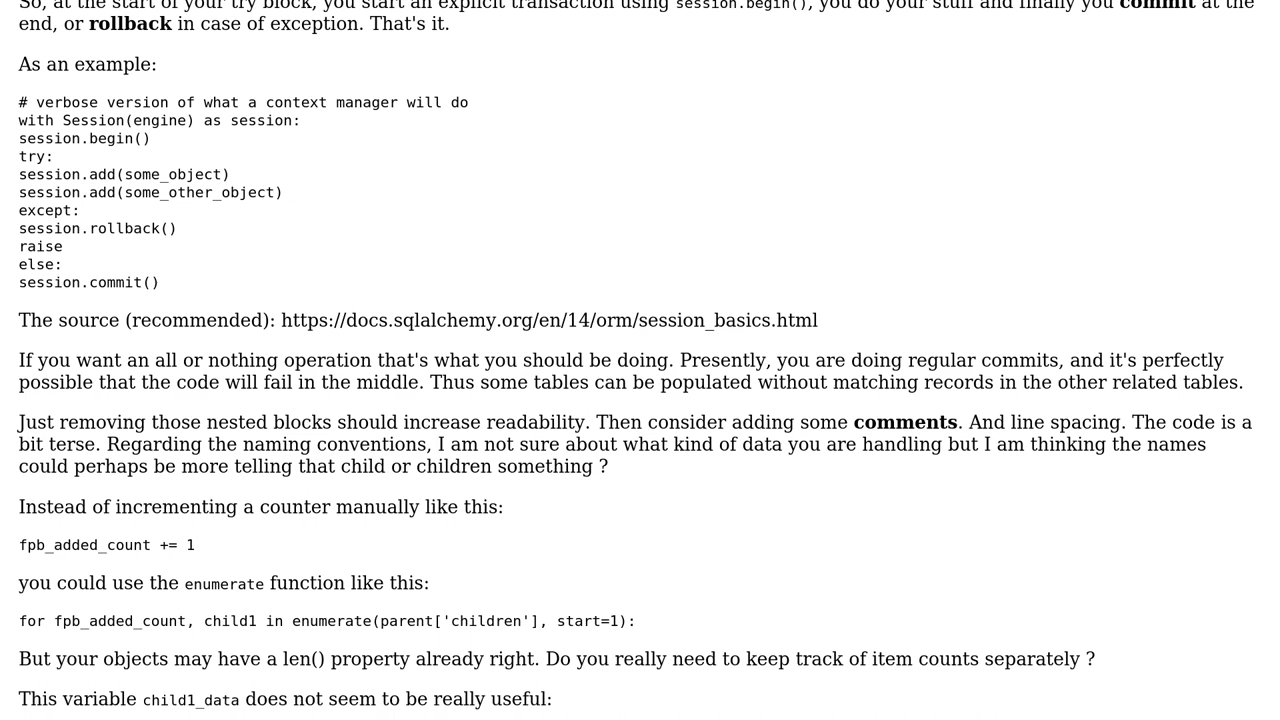 So, at the start of your try block, you start an explicit transaction using session.begin(), you do your stuff and finally you commit at the
end, or rollback in case of exception. That's it.
As an example:
# verbose version of what a context manager will do
with Session(engine) as session:
session.begin()
try:
session.add(some_object)
session.add(some_other_object)
except:
session.rollback()
raise
else:
session.commit()
The source (recommended): https://docs.sqlalchemy.org/en/14/orm/session_basics.html
If you want an all or nothing operation that's what you should be doing. Presently, you are doing regular commits, and it's perfectly
possible that the code will fail in the middle. Thus some tables can be populated without matching records in the other related tables.
Just removing those nested blocks should increase readability. Then consider adding some comments. And line spacing. The code is a
bit terse. Regarding the naming conventions, I am not sure about what kind of data you are handling but I am thinking the names
could perhaps be more telling that child or children something ?
Instead of incrementing a counter manually like this:
fpb_added_count += 1
you could use the enumerate function like this:
for fpb_added_count, child1 in enumerate(parent['children'], start=1):
But your objects may have a len() property already right. Do you really need to keep track of item counts separately ?
This variable child1_data does not seem to be really useful: